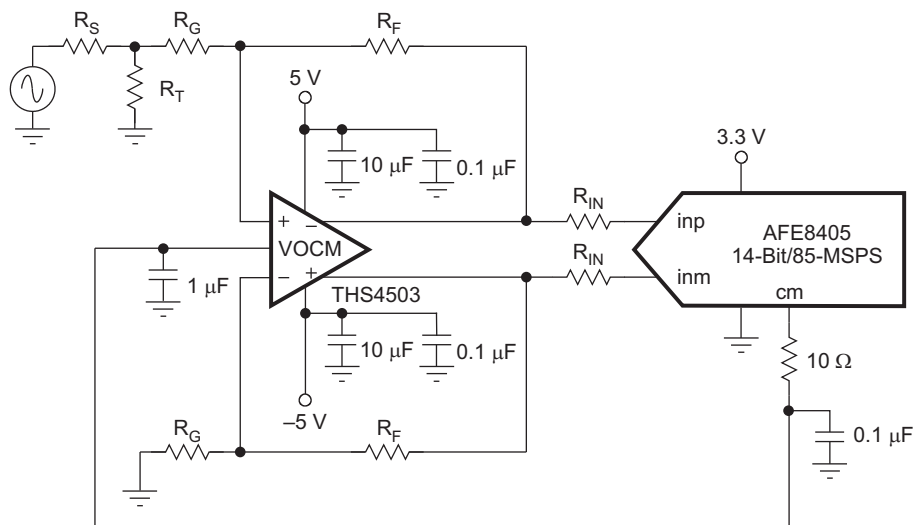 R_S
R_G
R_F
R_T
5 V
10 μF
0.1 μF
3.3 V
R_IN
+
−
VOCM
−
+
inp
AFE8405
14-Bit/85-MSPS
R_IN
inm
cm
1 μF
THS4503
10 μF
0.1 μF
10 Ω
–5 V
R_G
R_F
0.1 μF